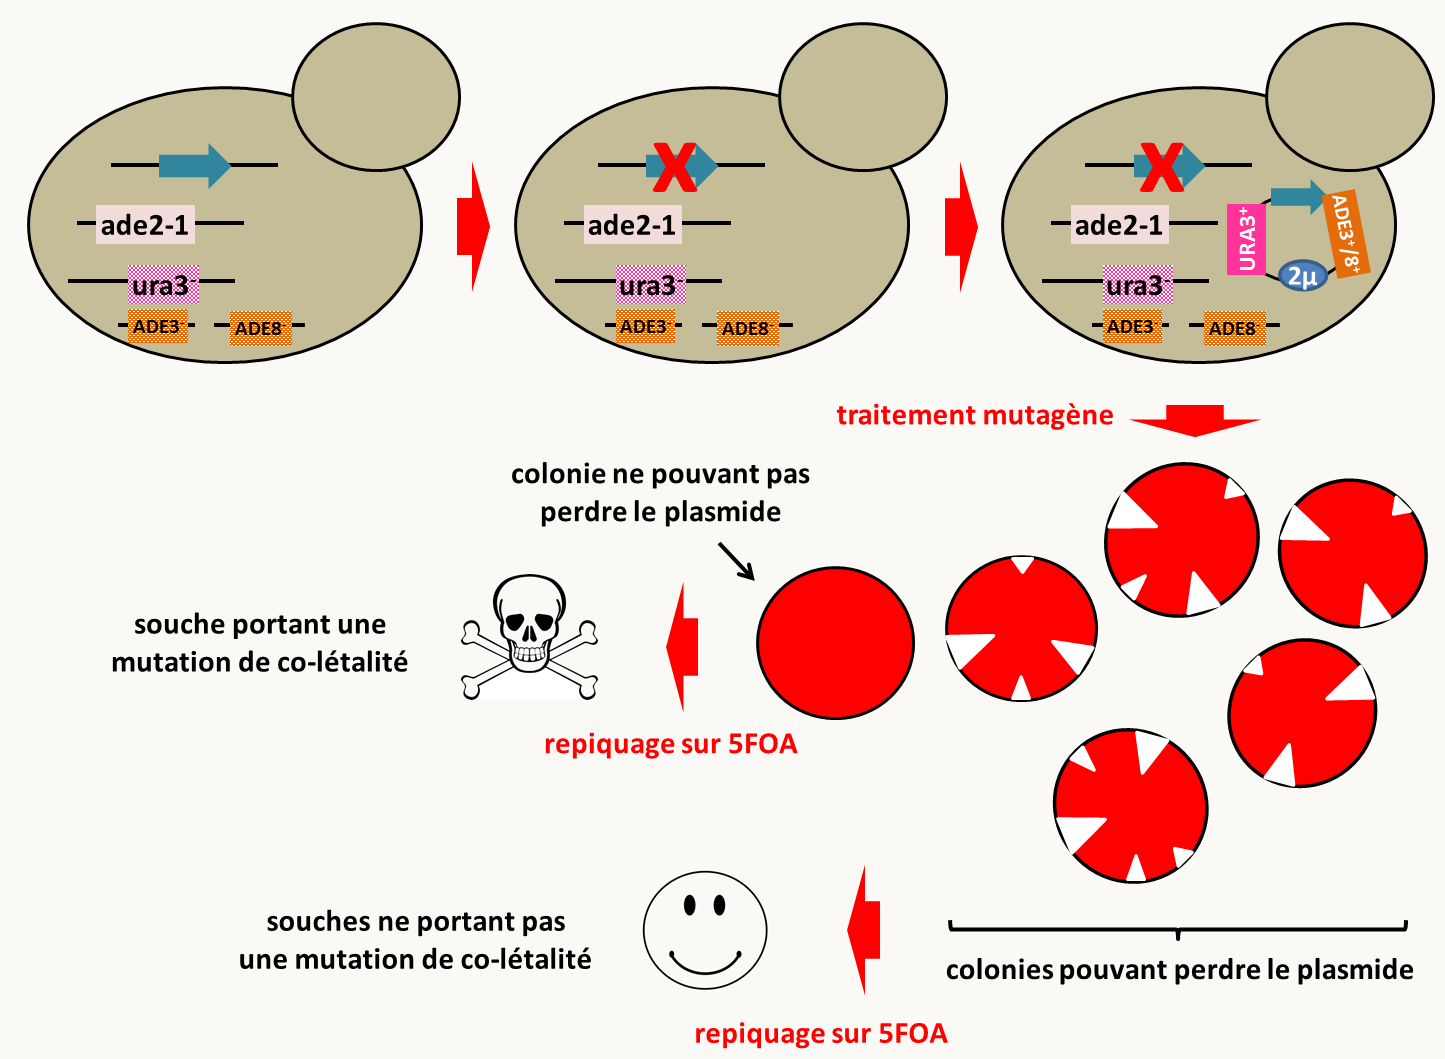 ade2-1
ura3-
ADE3-
ADE8-
ade2-1
ura3-
ADE3-
ADE8-
ade2-1
ura3-
ADE3
ADE8
URA3+
ADE3+/8+
2µ
traitement mutagène
colonie ne pouvant pas
perdre le plasmide
souche portant une
mutation de co-létalité
repiquage sur 5FOA
souches ne portant pas
une mutation de co-létalité
colonies pouvant perdre le plasmide
repiquage sur 5FOA